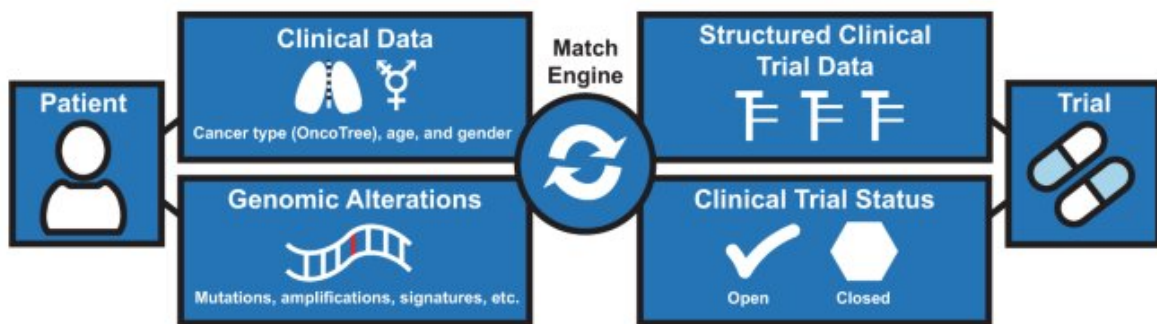 Patient
Clinical Data
Cancer type (OncoTree), age, and gender
Genomic Alterations
Mutations, amplifications, signatures, etc.
Match
Engine
Structured Clinical
Trial Data
Clinical Trial Status
Open
Closed
Trial